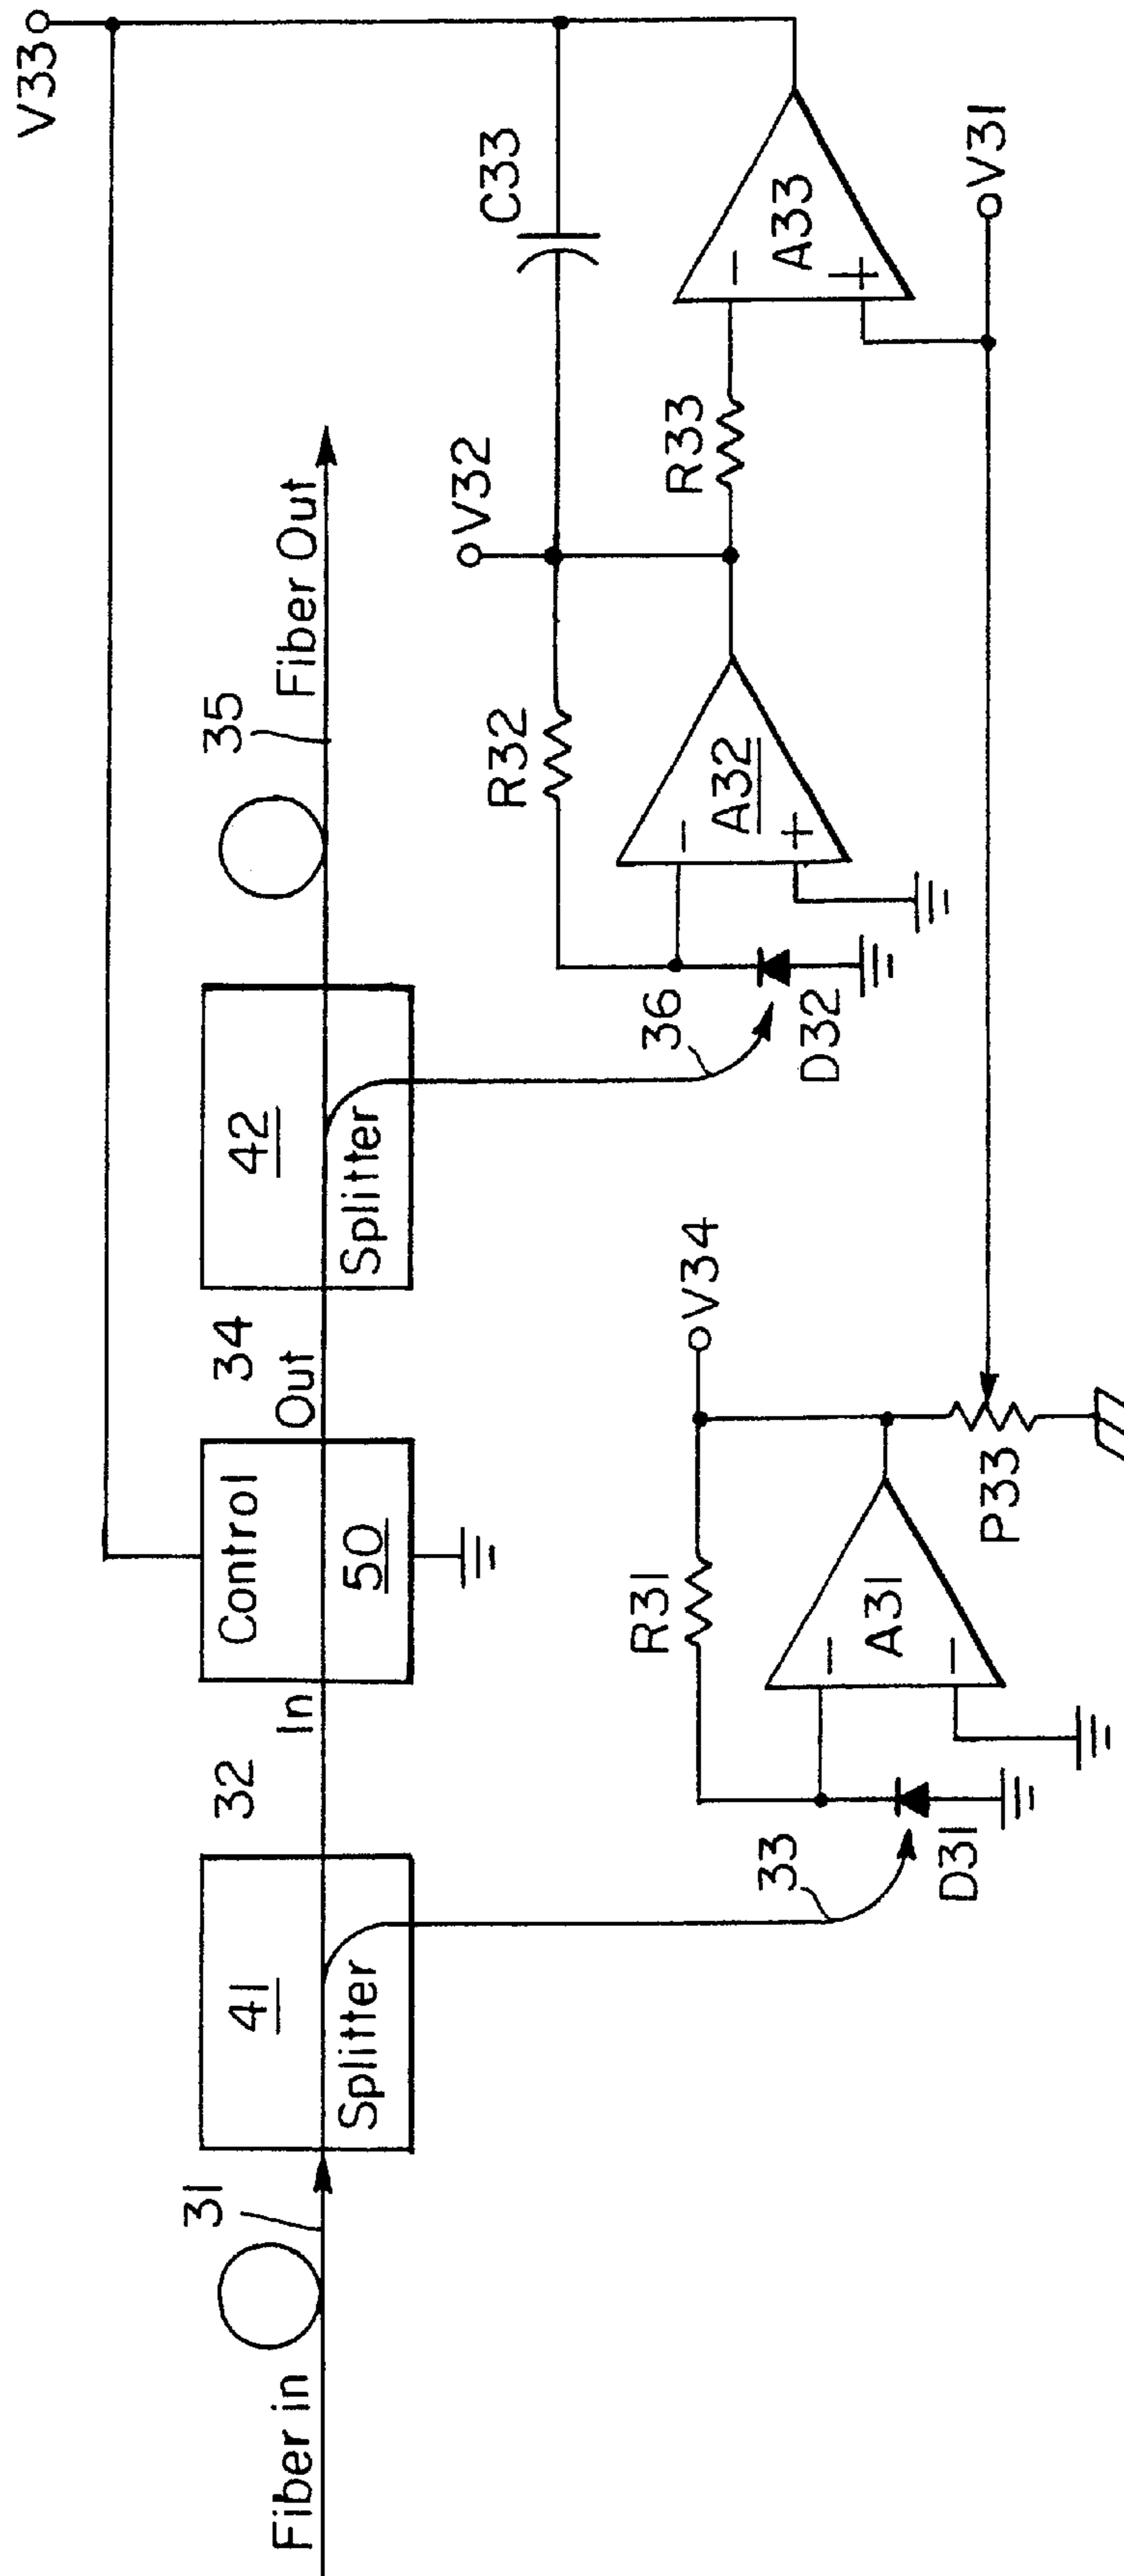 Fiber in
31
41
Splitter
32
In
Control
50
34
Out
42
Splitter
35
Fiber Out
V33
33
D31
R31
−
−
A31
V34
P33
36
D32
R32
−
+
A32
V32
R33
C33
−
+
A33
V31